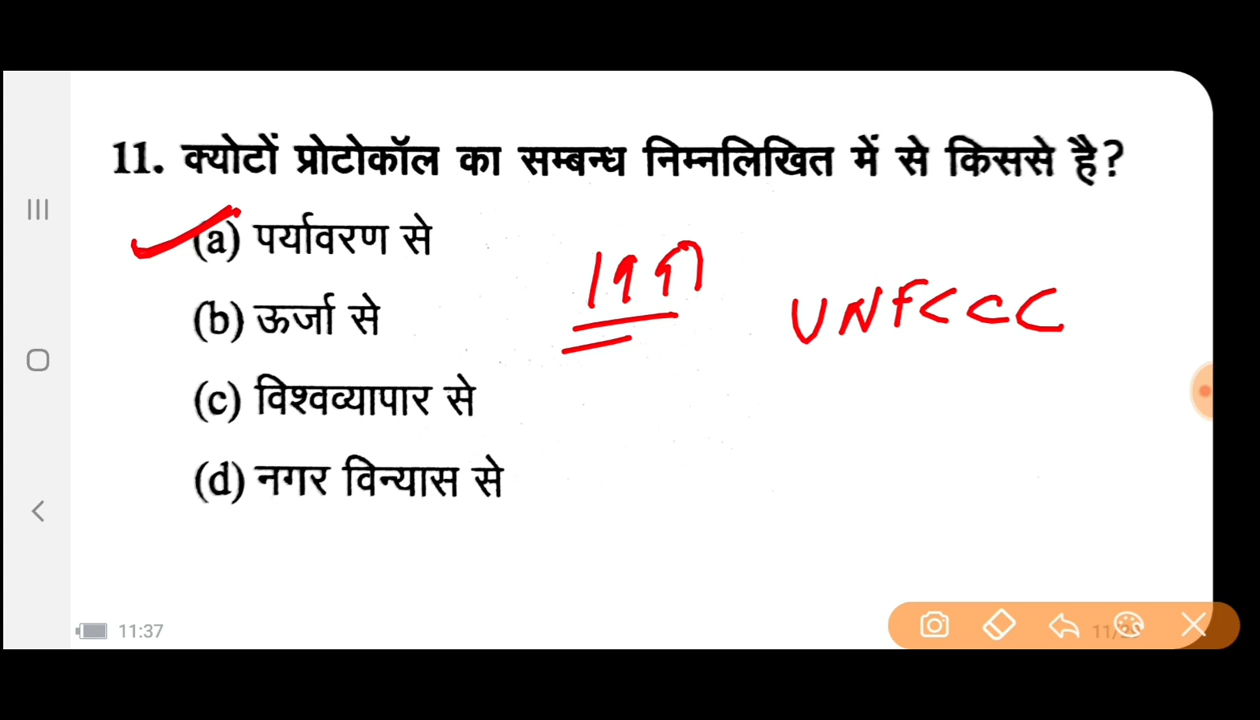 11. क्योटों प्रोटोकॉल का सम्बन्ध निम्नलिखित में से किससे है?
(a) पर्यावरण से
(b) ऊर्जा से
(c) विश्वव्यापार से
(d) नगर विन्यास से
1997
UNFCCC
11:37